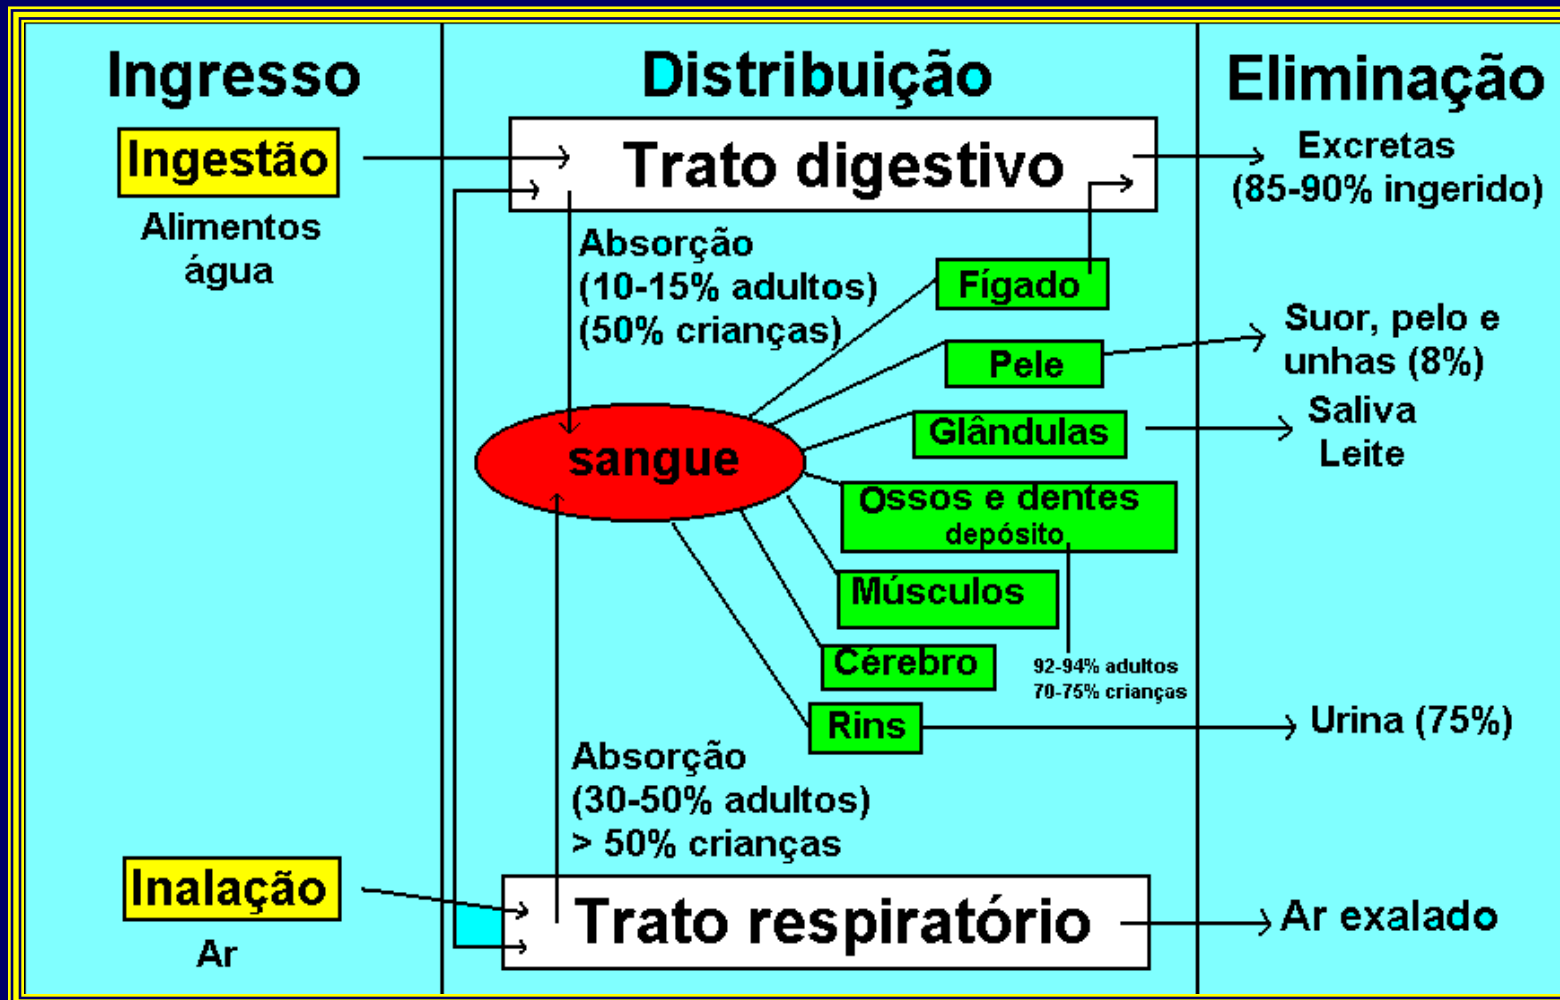 Ingresso
Distribuição
Eliminação
Ingestão
Alimentos
água
Trato digestivo
Excretas
(85-90% ingerido)
Absorção
(10-15% adultos)
(50% crianças)
Fígado
Pele
Suor, pelo e
unhas (8%)
Glândulas
Saliva
Leite
sangue
Ossos e dentes
depósito
Músculos
Cérebro
92-94% adultos
70-75% crianças
Rins
Urina (75%)
Absorção
(30-50% adultos)
> 50% crianças
Inalação
Ar
Trato respiratório
Ar exalado